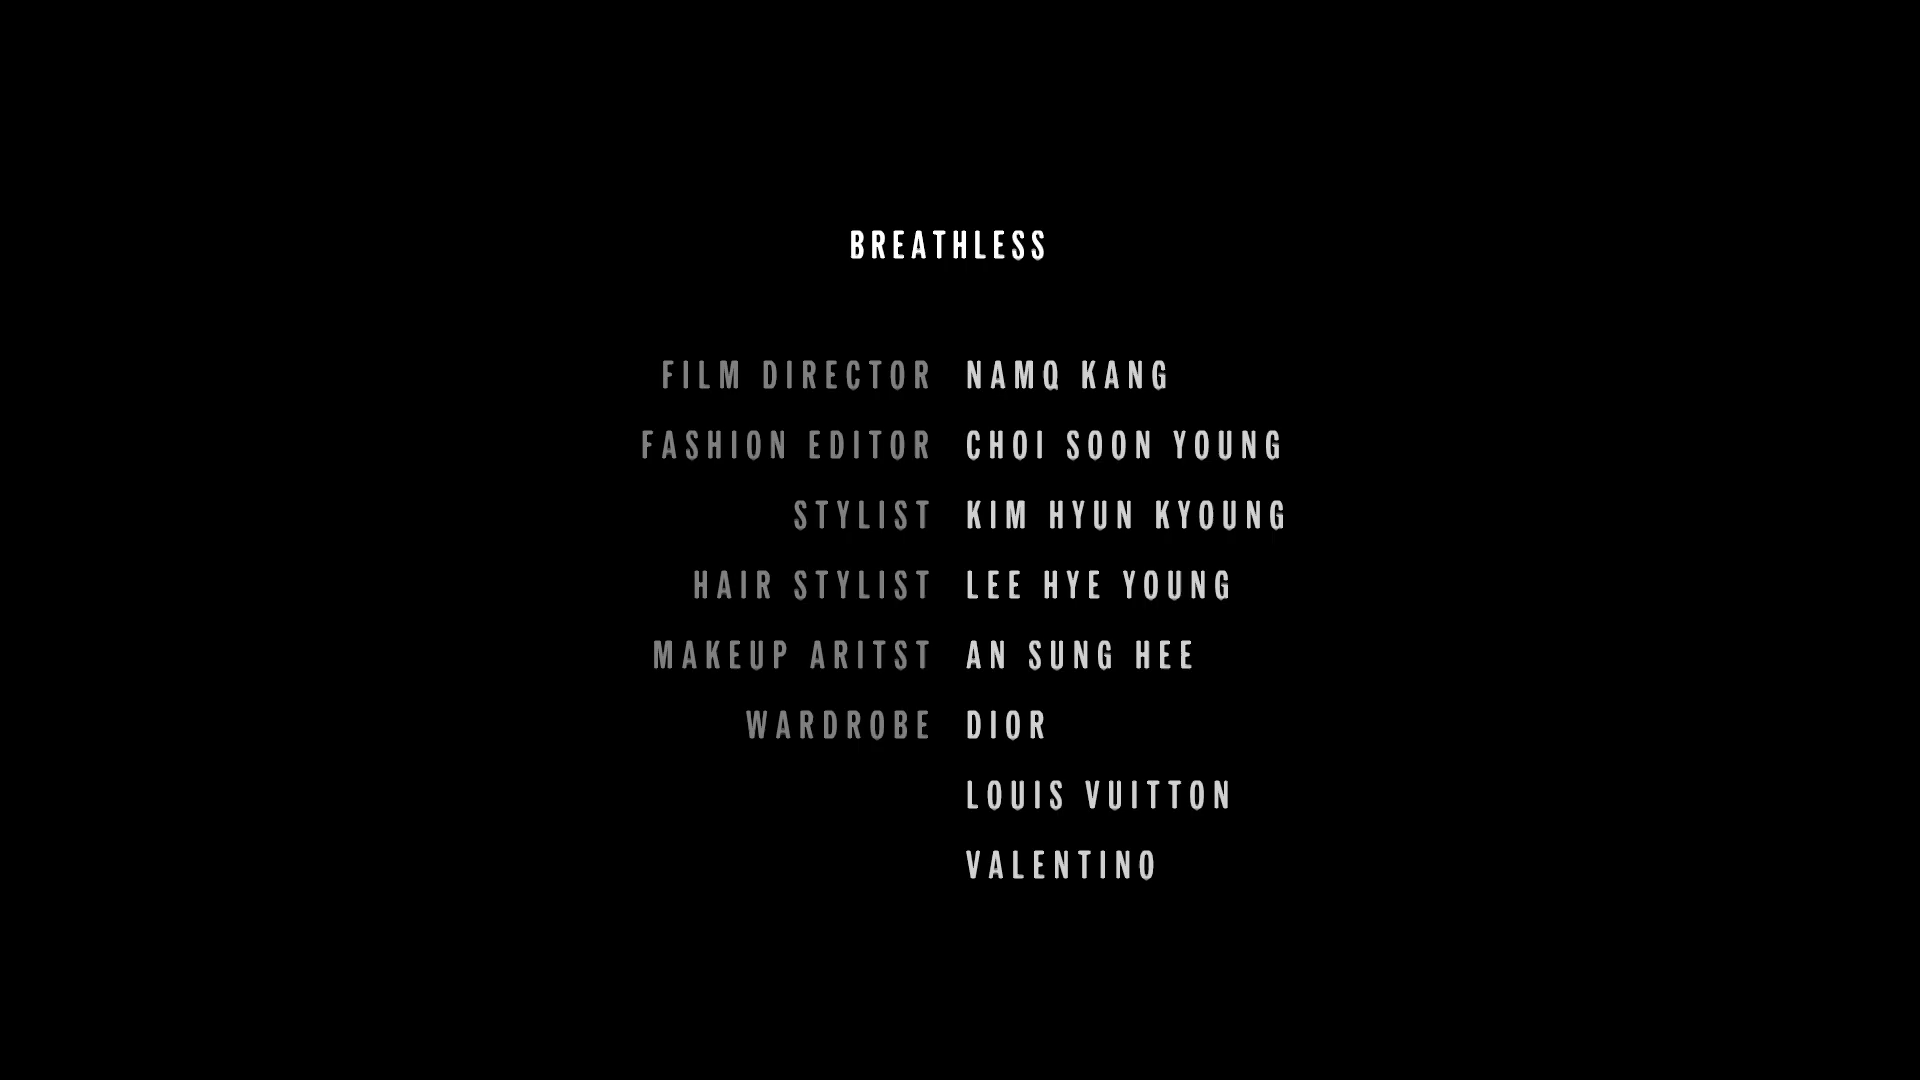 BREATHLESS
FILM DIRECTOR NAMQ KANG
FASHION EDITOR CHOI SOON YOUNG
STYLIST KIM HYUN KYOUNG
HAIR STYLIST LEE HYE YOUNG
MAKEUP ARITST AN SUNG HEE
WARDROBE DIOR
LOUIS VUITTON
VALENTINO